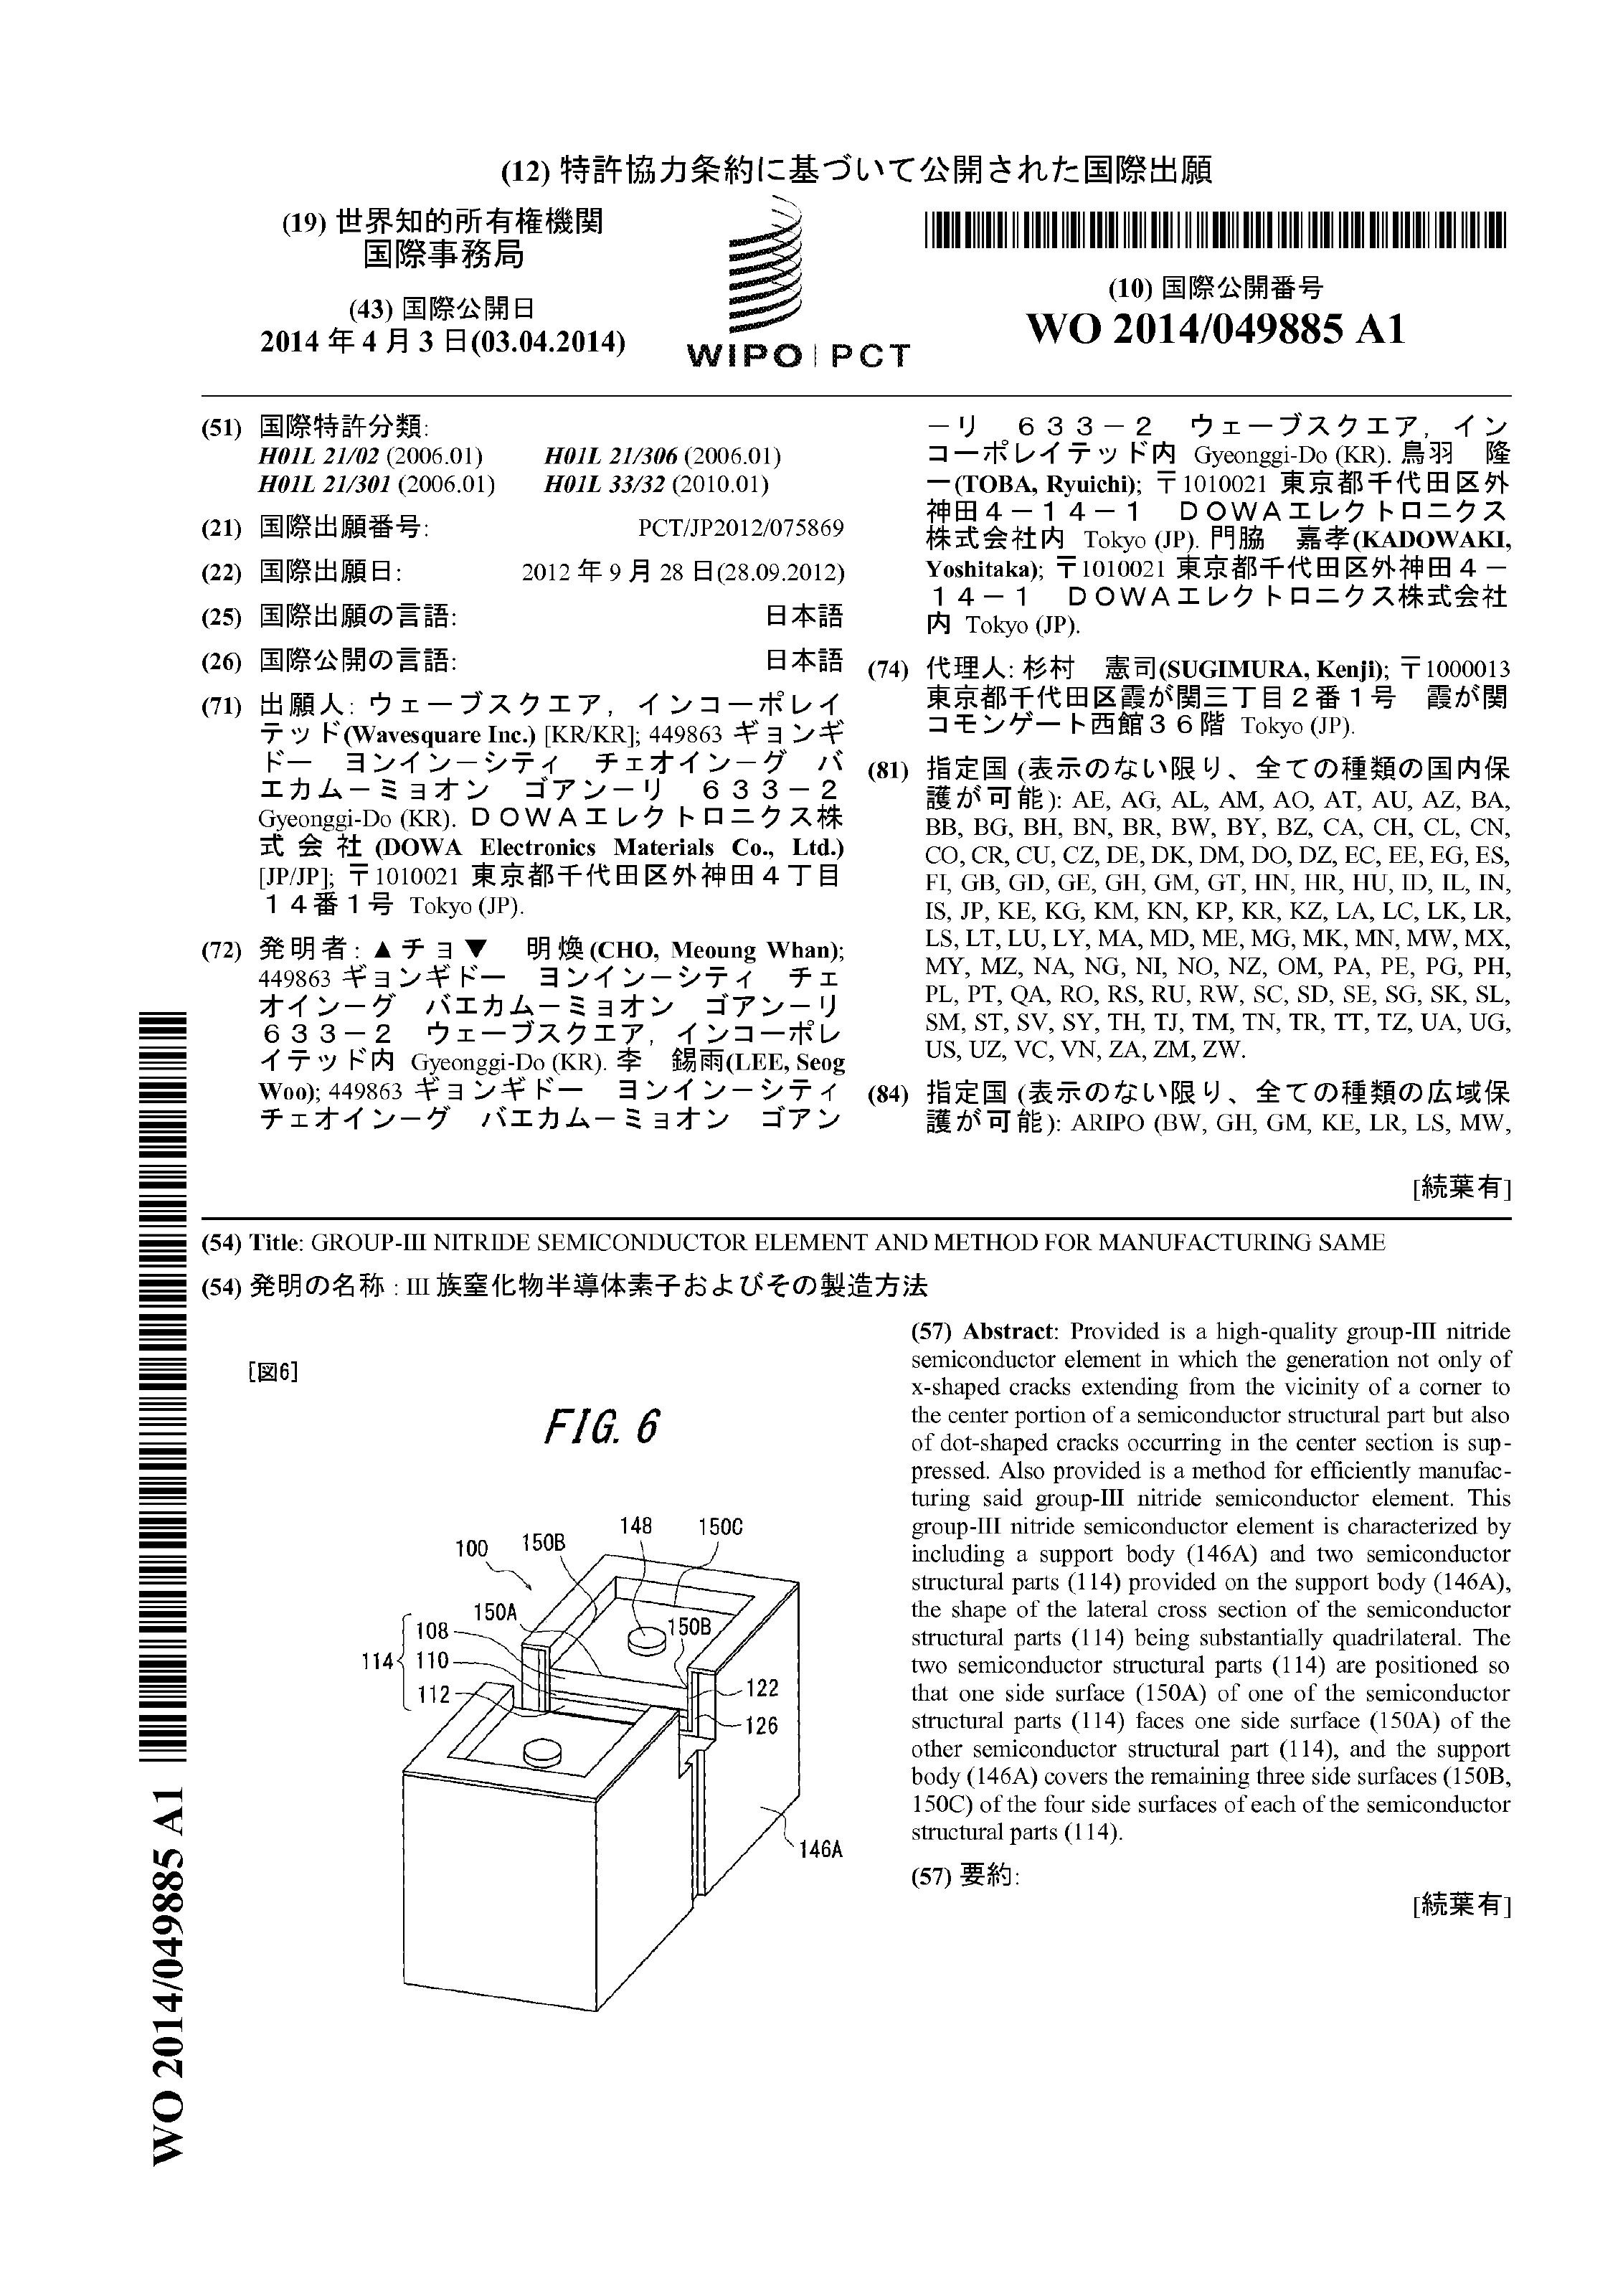 (12) 特許協力条約に基づいて公開された国際出願
(19) 世界知的所有権機関
国際事務局
(43) 国際公開日
2014 年 4 月 3 日(03.04.2014)
WIPO | PCT
(10) 国際公開番号
WO 2014/049885 A1
(51) 国際特許分類:
H01L 21/02 (2006.01) H01L 21/306 (2006.01)
H01L 21/301 (2006.01) H01L 33/32 (2010.01)
(21) 国際出願番号: PCT/JP2012/075869
(22) 国際出願日: 2012 年 9 月 28 日(28.09.2012)
(25) 国際出願の言語: 日本語
(26) 国際公開の言語: 日本語
(71) 出願人: ウェーブスクエア, インコーポレイ
テッド(Wavesquare Inc.) [KR/KR]; 449863 ギョンギ
ドー ヨンインーシティ チェオインーグ バ
エカムーミョオン ゴアンーリ 633-2
Gyeonggi-Do (KR). DOWAエレクトロニクス株
式会社(DOWA Electronics Materials Co., Ltd.)
[JP/JP]; 〒1010021 東京都千代田区外神田4丁目
14番1号 Tokyo (JP).
(72) 発明者: ▲チョ▼ 明煥(CHO, Meoung Whan);
449863 ギョンギドー ヨンインーシティ チェ
オインーグ バエカムーミョオン ゴアンーリ
633-2 ウェーブスクエア, インコーポレ
イテッド内 Gyeonggi-Do (KR). 李 錫雨(LEE, Seog
Woo); 449863 ギョンギドー ヨンインーシティ
チェオインーグ バエカムーミョオン ゴアン
ーリ 633-2 ウェーブスクエア, イン
コーポレイテッド内 Gyeonggi-Do (KR). 鳥羽 隆
一(TOBA, Ryuichi); 〒1010021 東京都千代田区外
神田4-14-1 DOWAエレクトロニクス
株式会社内 Tokyo (JP). 門脇 嘉孝(KADOWAKI,
Yoshitaka); 〒1010021 東京都千代田区外神田4-
14-1 DOWAエレクトロニクス株式会社
内 Tokyo (JP).
(74) 代理人: 杉村 憲司(SUGIMURA, Kenji); 〒1000013
東京都千代田区霞が関三丁目2番1号 霞が関
コモンゲート西館36階 Tokyo (JP).
(81) 指定国 (表示のない限り、全ての種類の国内保
護が可能): AE, AG, AL, AM, AO, AT, AU, AZ, BA,
BB, BG, BH, BN, BR, BW, BY, BZ, CA, CH, CL, CN,
CO, CR, CU, CZ, DE, DK, DM, DO, DZ, EC, EE, EG, ES,
FI, GB, GD, GE, GH, GM, GT, HN, HR, HU, ID, IL, IN,
IS, JP, KE, KG, KM, KN, KP, KR, KZ, LA, LC, LK, LR,
LS, LT, LU, LY, MA, MD, ME, MG, MK, MN, MW, MX,
MY, MZ, NA, NG, NI, NO, NZ, OM, PA, PE, PG, PH,
PL, PT, QA, RO, RS, RU, RW, SC, SD, SE, SG, SK, SL,
SM, ST, SV, SY, TH, TJ, TM, TN, TR, TT, TZ, UA, UG,
US, UZ, VC, VN, ZA, ZM, ZW.
(84) 指定国 (表示のない限り、全ての種類の広域保
護が可能): ARIPO (BW, GH, GM, KE, LR, LS, MW,
[続葉有]
(54) Title: GROUP-III NITRIDE SEMICONDUCTOR ELEMENT AND METHOD FOR MANUFACTURING SAME
(54) 発明の名称 : III 族窒化物半導体素子およびその製造方法
[図6]
FIG. 6
100
150B
148
150C
150A
150B
114
108
110
112
122
126
146A
(57) Abstract: Provided is a high-quality group-III nitride
semiconductor element in which the generation not only of
x-shaped cracks extending from the vicinity of a corner to
the center portion of a semiconductor structural part but also
of dot-shaped cracks occurring in the center section is sup-
pressed. Also provided is a method for efficiently manufac-
turing said group-III nitride semiconductor element. This
group-III nitride semiconductor element is characterized by
including a support body (146A) and two semiconductor
structural parts (114) provided on the support body (146A),
the shape of the lateral cross section of the semiconductor
structural parts (114) being substantially quadrilateral. The
two semiconductor structural parts (114) are positioned so
that one side surface (150A) of one of the semiconductor
structural parts (114) faces one side surface (150A) of the
other semiconductor structural part (114), and the support
body (146A) covers the remaining three side surfaces (150B,
150C) of the four side surfaces of each of the semiconductor
structural parts (114).
(57) 要約:
[続葉有]
WO 2014/049885 A1